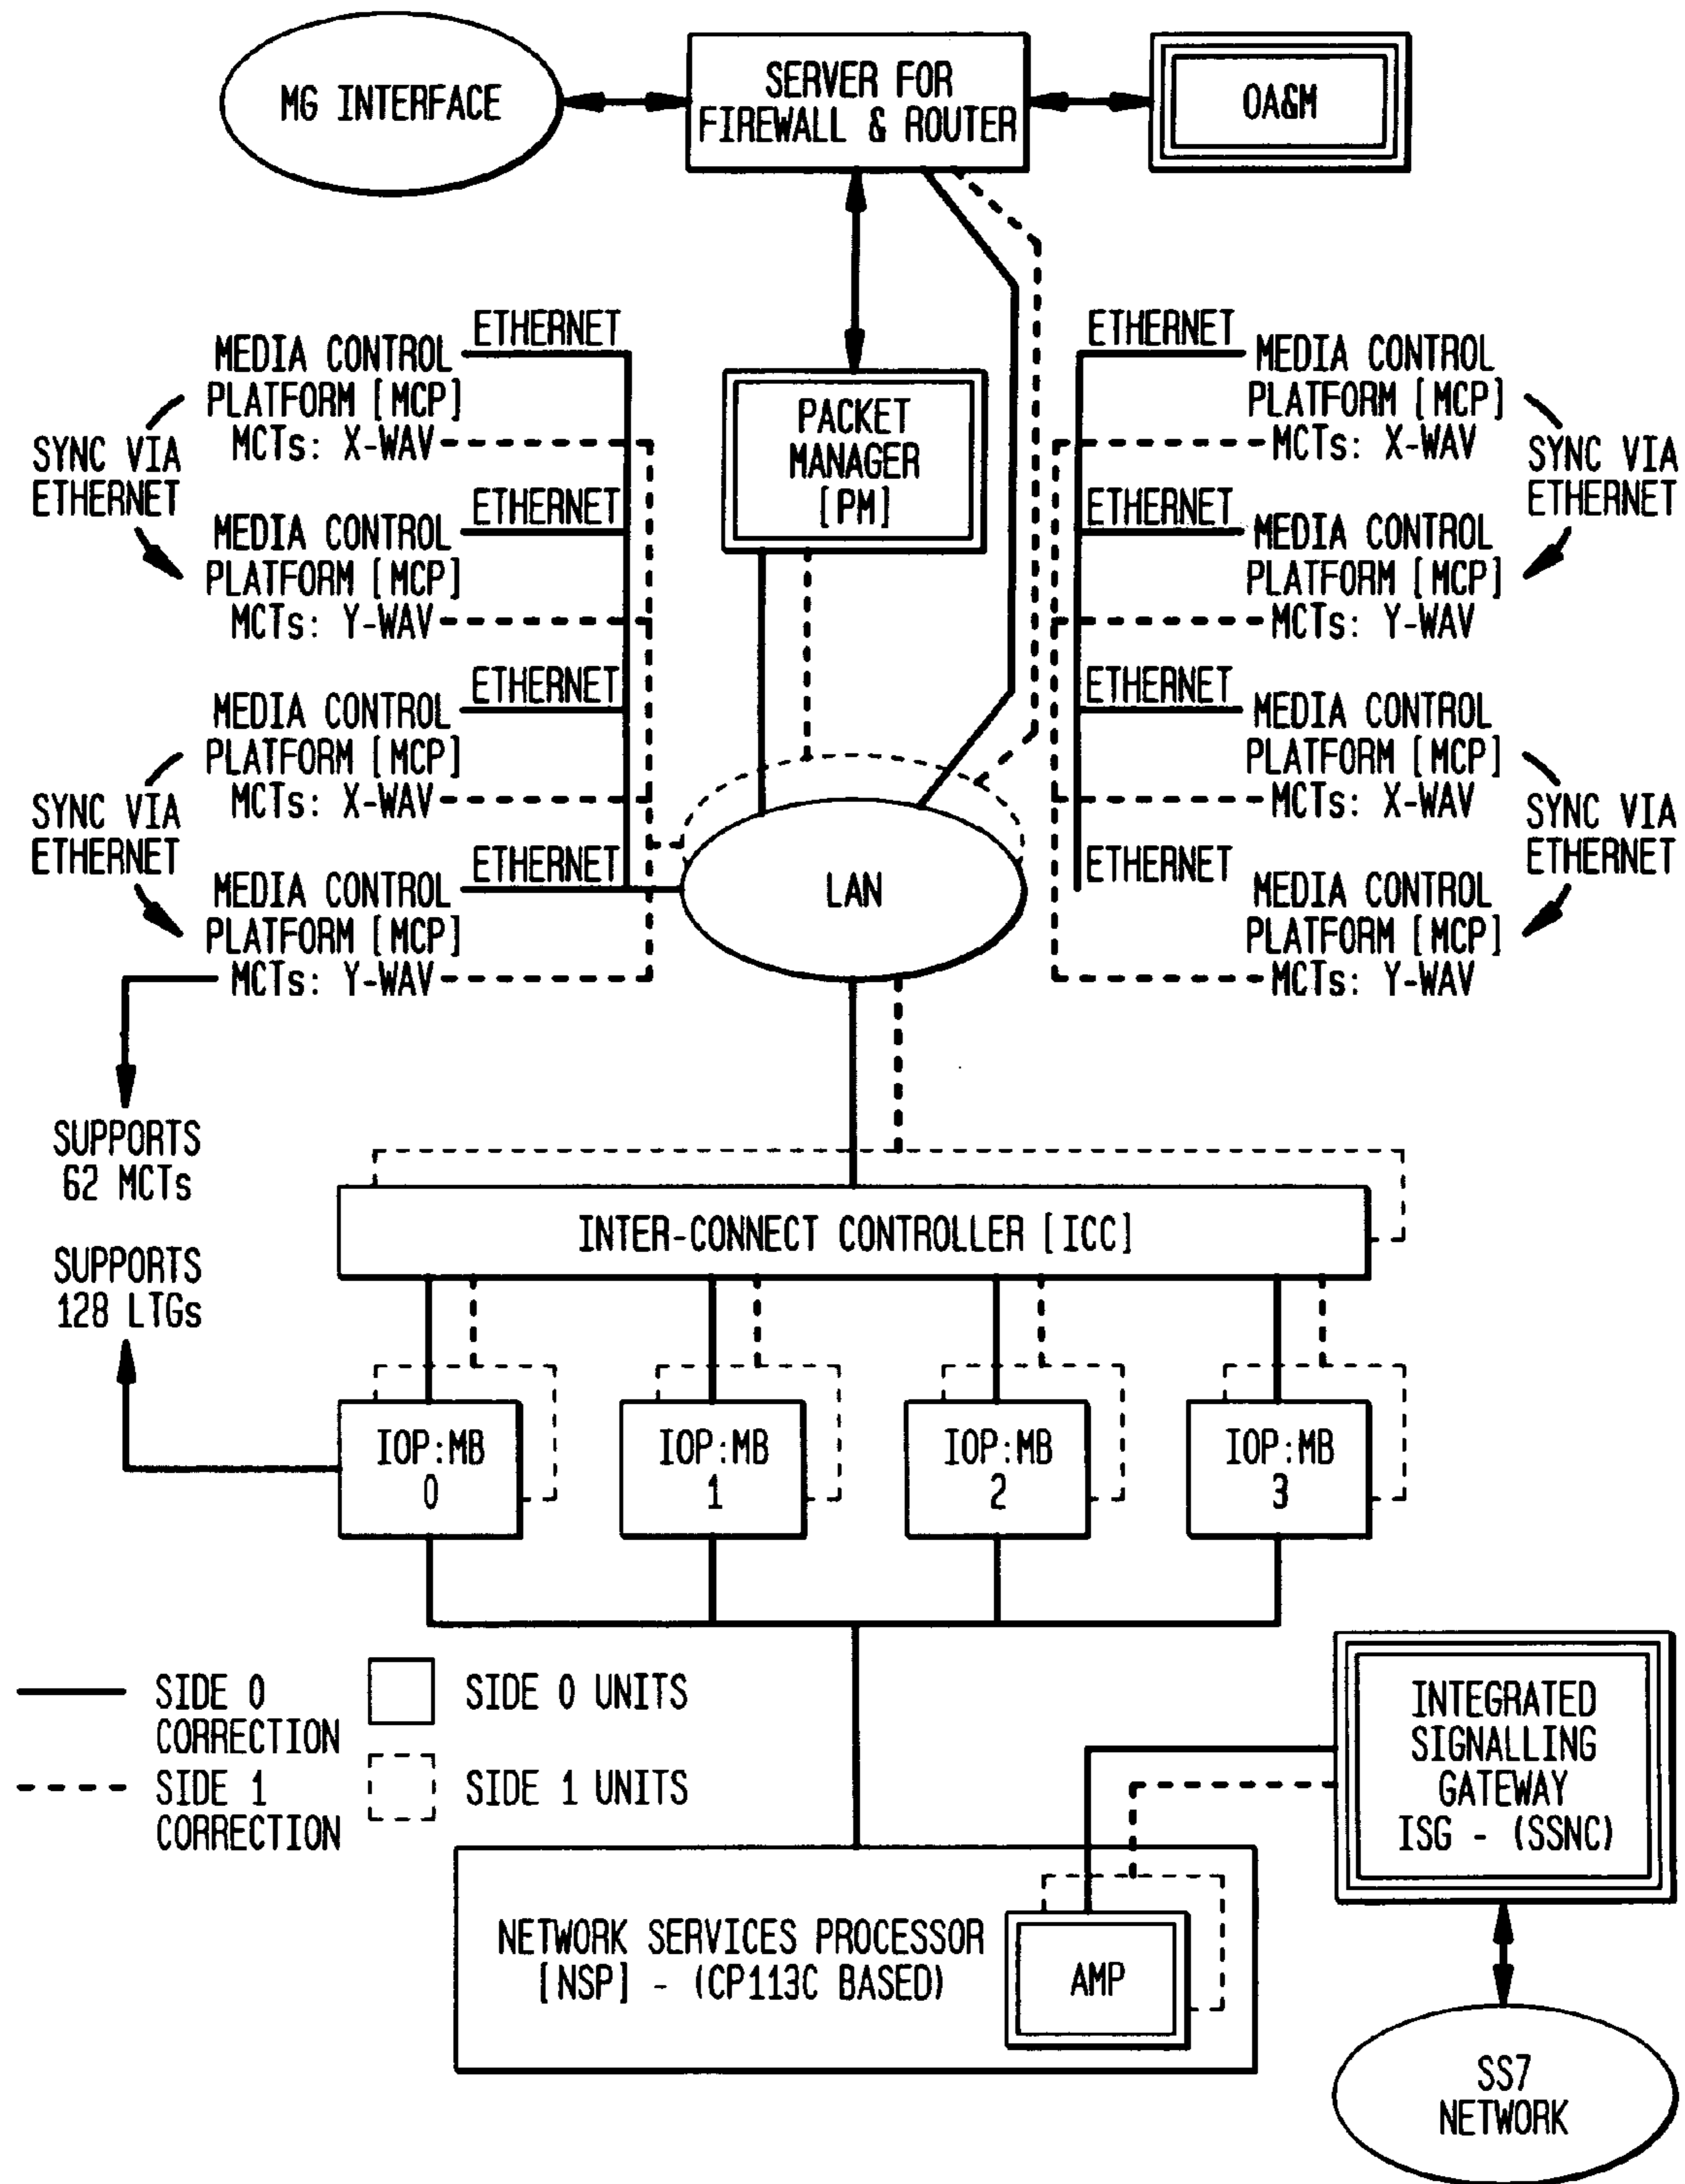 MG INTERFACE
SERVER FOR
FIREWALL & ROUTER
OA&M
ETHERNET
MEDIA CONTROL
PLATFORM [MCP]
MCTs: X-WAV
SYNC VIA
ETHERNET
ETHERNET
MEDIA CONTROL
PLATFORM [MCP]
MCTs: Y-WAV
ETHERNET
MEDIA CONTROL
PLATFORM [MCP]
MCTs: X-WAV
SYNC VIA
ETHERNET
ETHERNET
MEDIA CONTROL
PLATFORM [MCP]
MCTs: Y-WAV
PACKET
MANAGER
[PM]
LAN
ETHERNET
MEDIA CONTROL
PLATFORM [MCP]
MCTs: X-WAV
SYNC VIA
ETHERNET
ETHERNET
MEDIA CONTROL
PLATFORM [MCP]
MCTs: Y-WAV
ETHERNET
MEDIA CONTROL
PLATFORM [MCP]
MCTs: X-WAV
SYNC VIA
ETHERNET
ETHERNET
MEDIA CONTROL
PLATFORM [MCP]
MCTs: Y-WAV
SUPPORTS
62 MCTs
SUPPORTS
128 LTGs
INTER-CONNECT CONTROLLER [ICC]
IOP:MB
0
IOP:MB
1
IOP:MB
2
IOP:MB
3
SIDE 0
CORRECTION
SIDE 0 UNITS
SIDE 1
CORRECTION
SIDE 1 UNITS
NETWORK SERVICES PROCESSOR
[NSP] - (CP113C BASED)
AMP
INTEGRATED
SIGNALLING
GATEWAY
ISG - (SSNC)
SS7
NETWORK